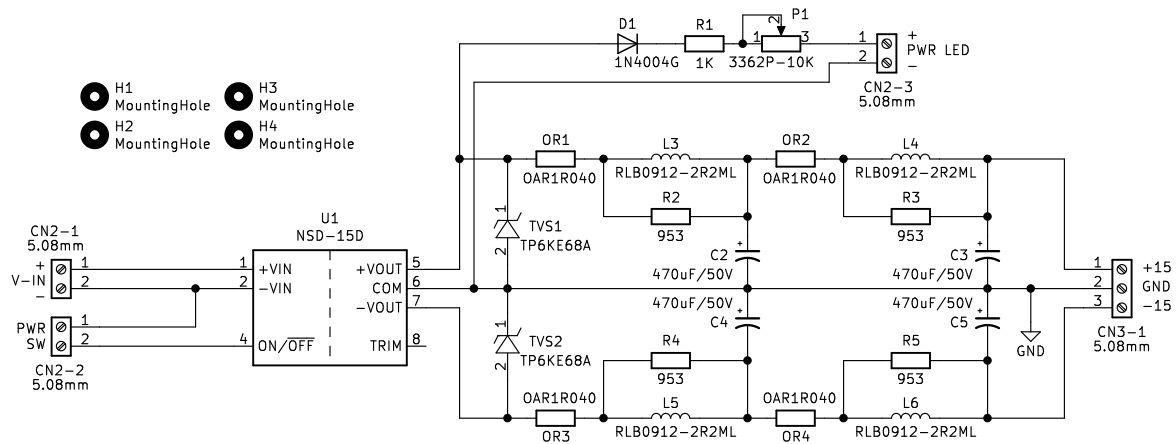 D1
1N4004G
R1
1K
P1
1
2
3
3362P-10K
1
2
+
PWR LED
−
CN2-3
5.08mm
H1
MountingHole
H2
MountingHole
H3
MountingHole
H4
MountingHole
OR1
OAR1R040
L3
RLB0912-2R2ML
OR2
OAR1R040
L4
RLB0912-2R2ML
R2
953
R3
953
1
2
TVS1
TP6KE68A
C2
+
470uF/50V
C3
+
470uF/50V
CN2-1
5.08mm
+
V-IN
−
1
2
PWR
SW
1
2
CN2-2
5.08mm
U1
NSD-15D
1
+VIN
2
-VIN
4
ON/OFF
+VOUT
5
COM
6
-VOUT
7
TRIM
8
470uF/50V
+
C4
470uF/50V
+
C5
1
2
TVS2
TP6KE68A
R4
953
R5
953
OAR1R040
OR3
L5
RLB0912-2R2ML
OAR1R040
OR4
L6
RLB0912-2R2ML
GND
1
2
3
+15
GND
-15
CN3-1
5.08mm